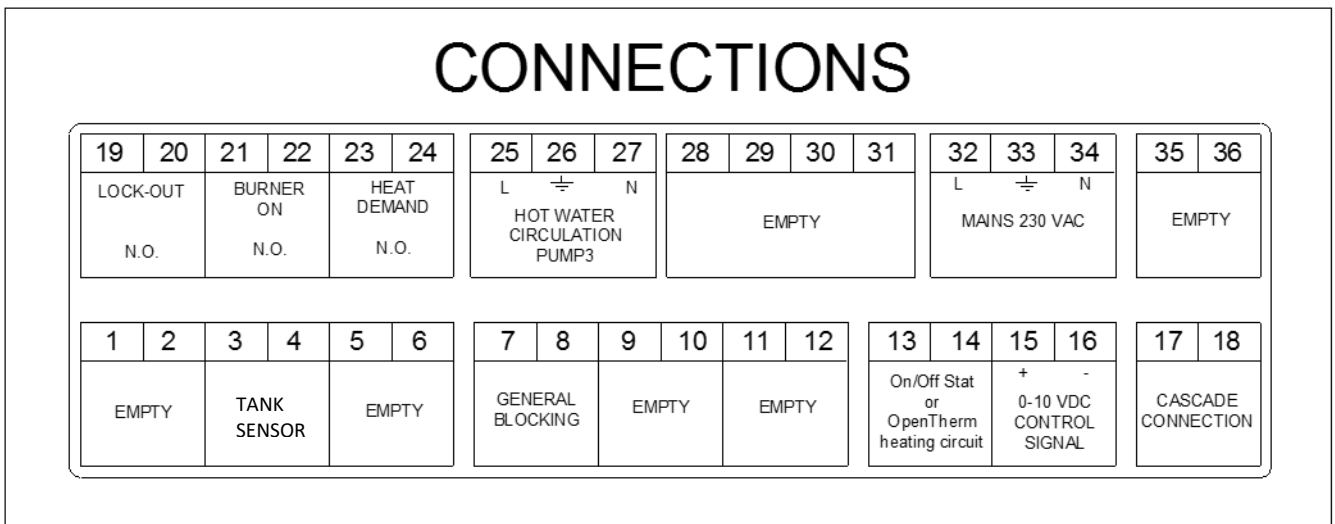 CONNECTIONS
19 20 21 22 23 24 25 26 27 28 29 30 31 32 33 34 35 36
LOCK-OUT
N.O.
BURNER
ON
N.O.
HEAT
DEMAND
N.O.
L ⏚ N
HOT WATER
CIRCULATION
PUMP3
EMPTY
L ⏚ N
MAINS 230 VAC
EMPTY
1 2 3 4 5 6 7 8 9 10 11 12 13 14 15 16 17 18
EMPTY
TANK
SENSOR
EMPTY
GENERAL
BLOCKING
EMPTY
EMPTY
On/Off Stat
or
OpenTherm
heating circuit
+ -
0-10 VDC
CONTROL
SIGNAL
CASCADE
CONNECTION